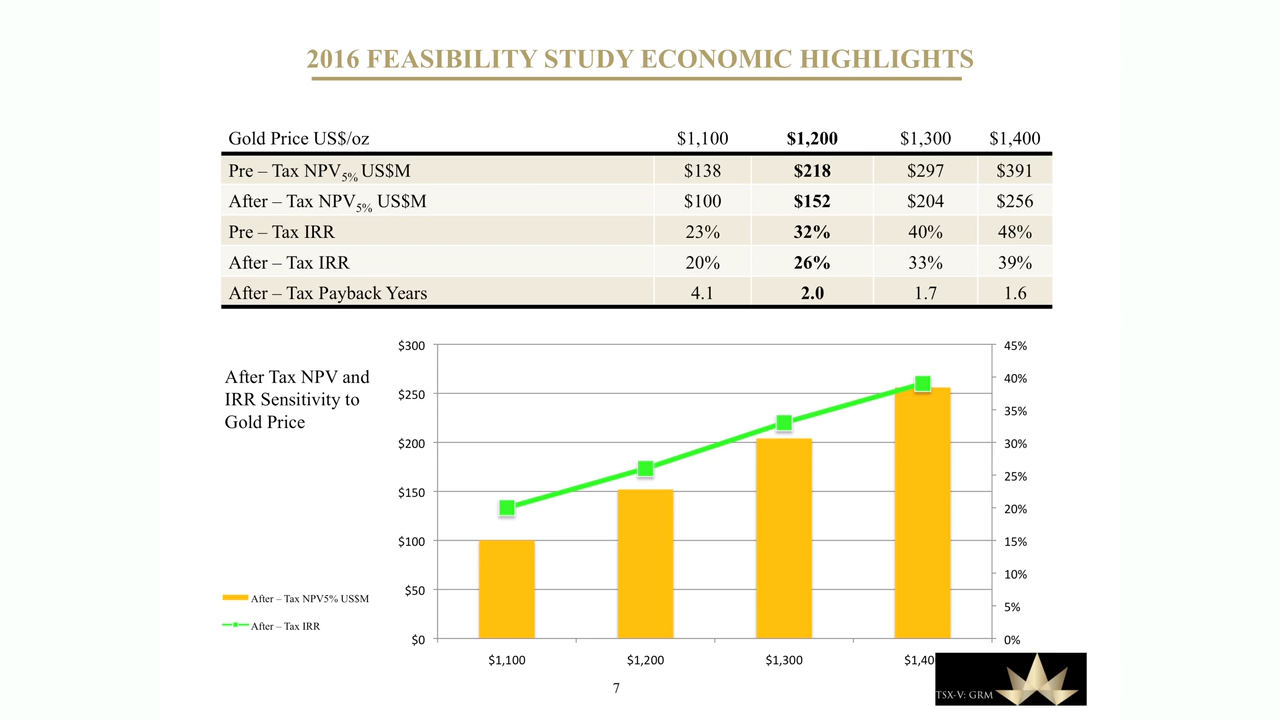 2016 FEASIBILITY STUDY ECONOMIC HIGHLIGHTS
Gold Price US$/oz $1,100 $1,200 $1,300 $1,400
Pre – Tax NPV5% US$M $138 $218 $297 $391
After – Tax NPV5% US$M $100 $152 $204 $256
Pre – Tax IRR 23% 32% 40% 48%
After – Tax IRR 20% 26% 33% 39%
After – Tax Payback Years 4.1 2.0 1.7 1.6
After Tax NPV and
IRR Sensitivity to
Gold Price
$300
$250
$200
$150
$100
$50
$0
45%
40%
35%
30%
25%
20%
15%
10%
5%
0%
After – Tax NPV5% US$M
After – Tax IRR
$1,100 $1,200 $1,300 $1,40
7
TSX-V: GRM